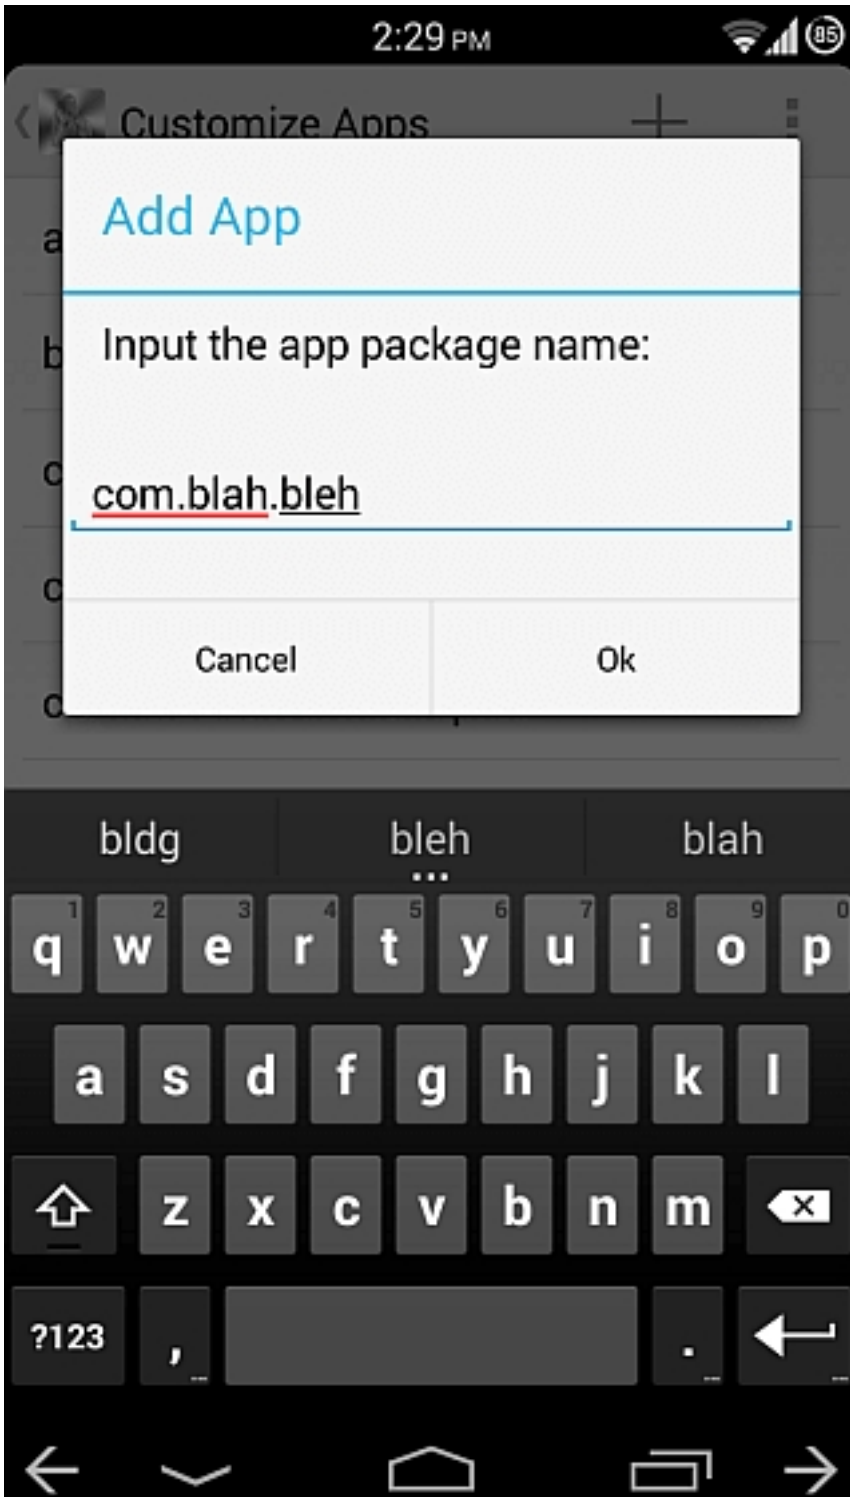 2:29 PM
85
Customize Apps
a
Add App
b
Input the app package name:
c
com.blah.bleh
c
Cancel
Ok
c
bldg
bleh
blah
1 2 3 4 5 6 7 8 9 0
q w e r t y u i o p
a s d f g h j k l
z x c v b n m
?123 , .